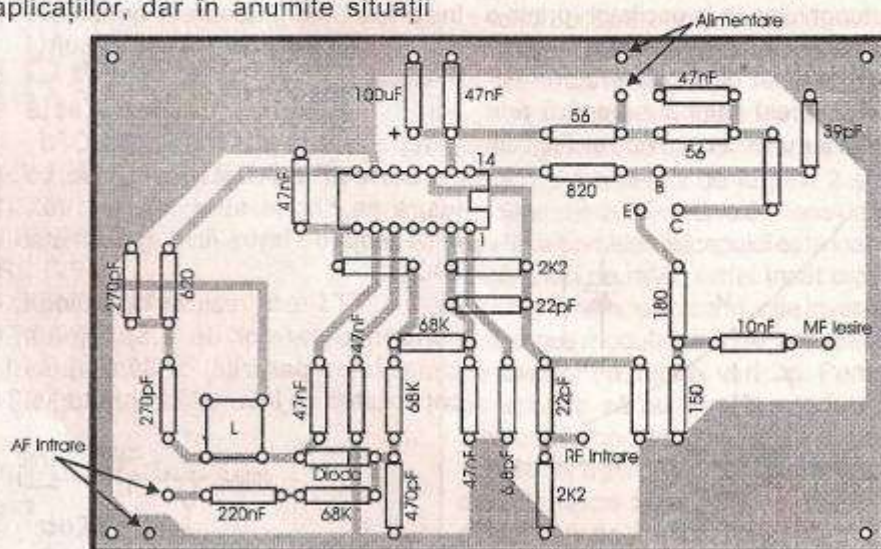 aplicațiilor, dar în anumite situații
Alimentare
100uF
47nF
47nF
+
56
56
39pF
47nF
14
820
B
E
C
1
270pF
620
2K2
22pF
180
68K
10nF
MF Iesire
270pF
47nF
47nF
68K
22pF
150
L
AF Intrare
Dioda
47nF
6,8pF
RF Intrare
470pF
220nF
68K
2K2